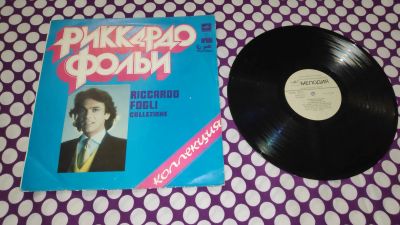 РИККАРДО
ФОЛЬИ
RICCARDO
FOGLI
COLLEZIONE
КОЛЛЕКЦИЯ
МЕЛОДИЯ